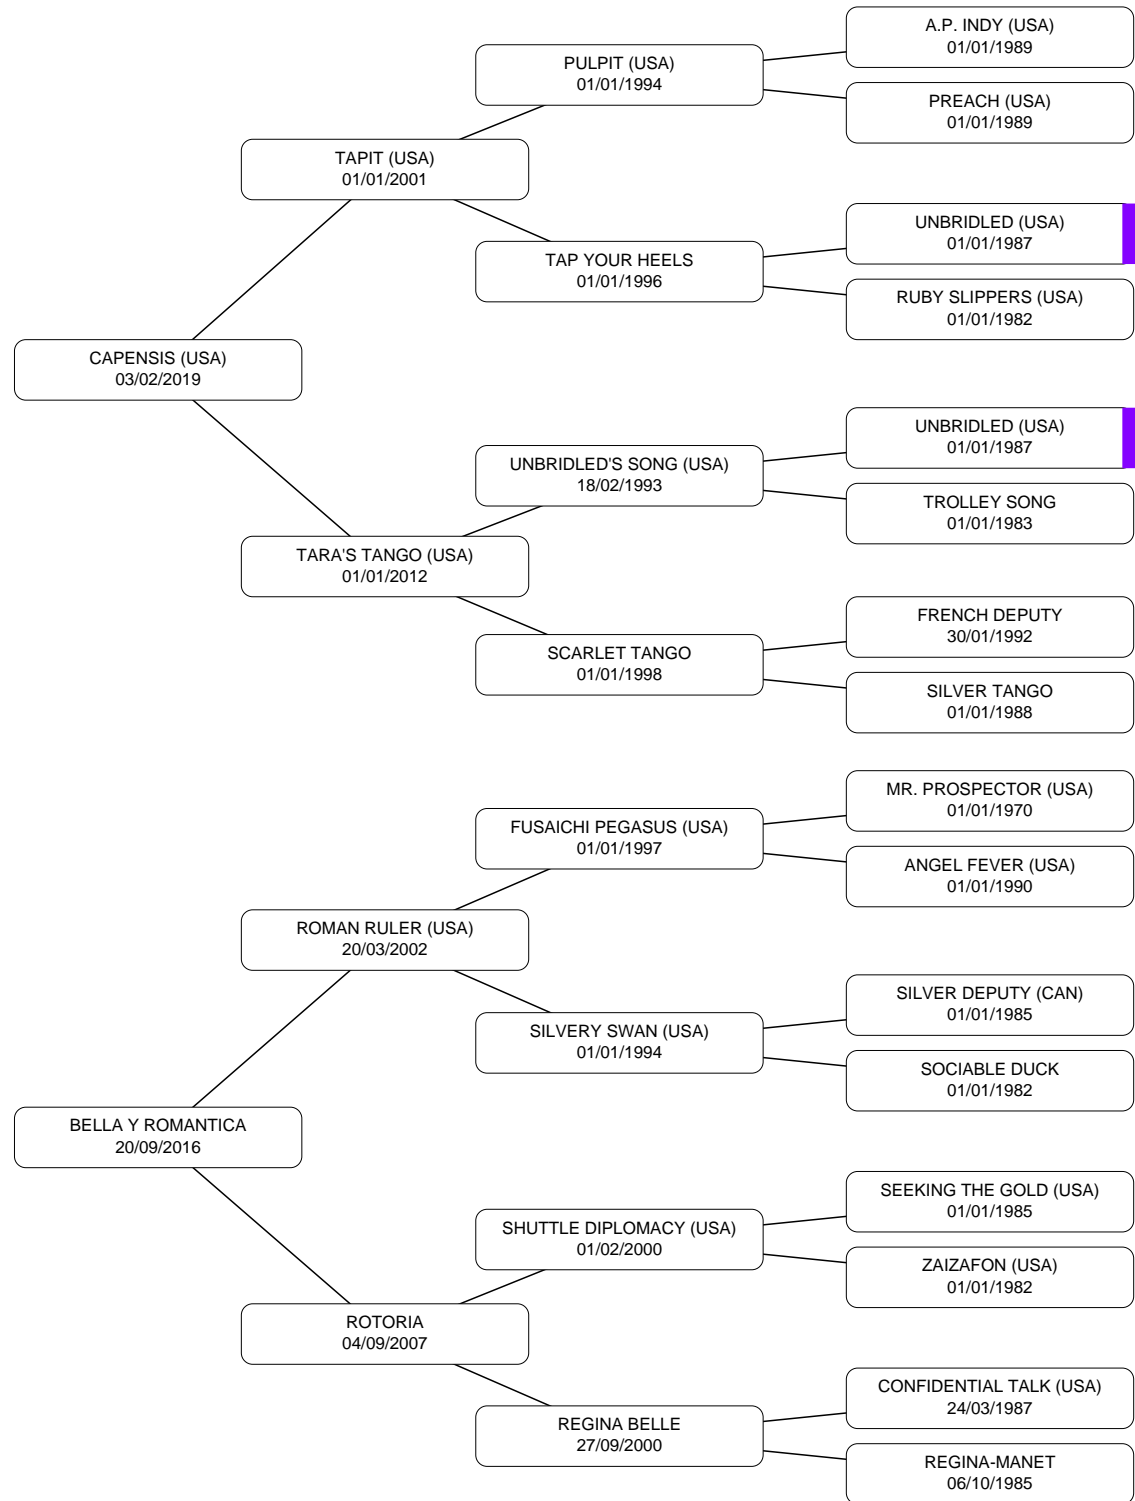 A.P. INDY (USA)
01/01/1989
PULPIT (USA)
01/01/1994
PREACH (USA)
01/01/1989
TAPIT (USA)
01/01/2001
UNBRIDLED (USA)
01/01/1987
TAP YOUR HEELS
01/01/1996
RUBY SLIPPERS (USA)
01/01/1982
CAPENSIS (USA)
03/02/2019
UNBRIDLED (USA)
01/01/1987
UNBRIDLED'S SONG (USA)
18/02/1993
TROLLEY SONG
01/01/1983
TARA'S TANGO (USA)
01/01/2012
FRENCH DEPUTY
30/01/1992
SCARLET TANGO
01/01/1998
SILVER TANGO
01/01/1988
MR. PROSPECTOR (USA)
01/01/1970
FUSAICHI PEGASUS (USA)
01/01/1997
ANGEL FEVER (USA)
01/01/1990
ROMAN RULER (USA)
20/03/2002
SILVER DEPUTY (CAN)
01/01/1985
SILVERY SWAN (USA)
01/01/1994
SOCIABLE DUCK
01/01/1982
BELLA Y ROMANTICA
20/09/2016
SEEKING THE GOLD (USA)
01/01/1985
SHUTTLE DIPLOMACY (USA)
01/02/2000
ZAIZAFON (USA)
01/01/1982
ROTORIA
04/09/2007
CONFIDENTIAL TALK (USA)
24/03/1987
REGINA BELLE
27/09/2000
REGINA-MANET
06/10/1985